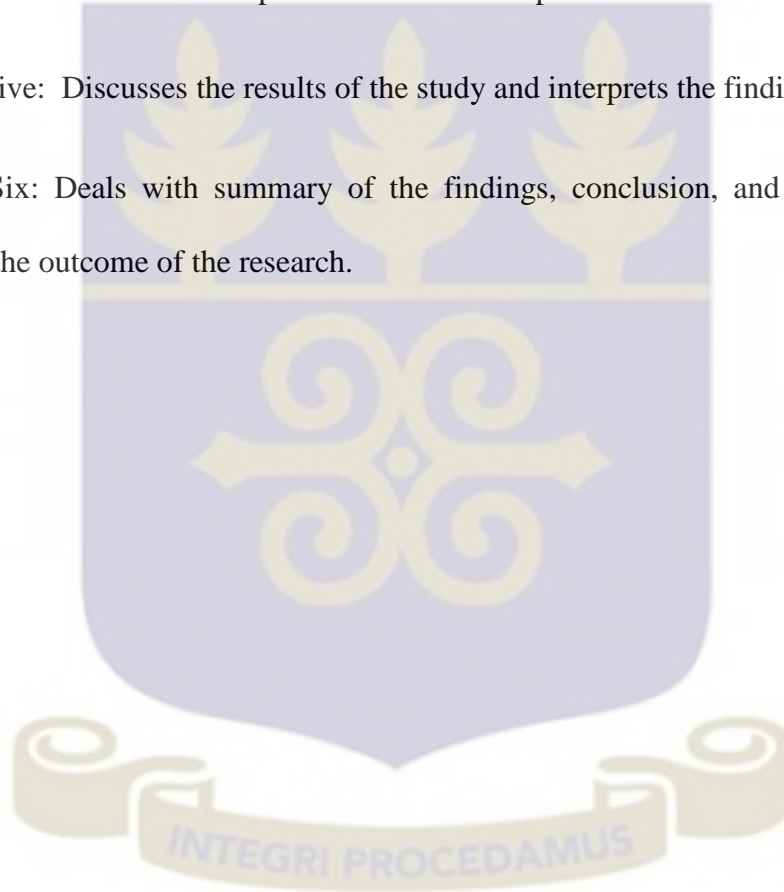 ive: Discusses the results of the study and interprets the findi
Six: Deals with summary of the findings, conclusion, and
the outcome of the research.
INTEGRI PROCEDAMUS